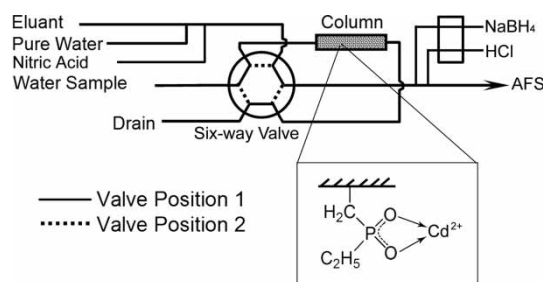 Eluant
Pure Water
Nitric Acid
Water Sample
Drain
Six-way Valve
Column
NaBH₄
HCl
AFS
Valve Position 1
Valve Position 2
H₂C
P
O
O
Cd²⁺
C₂H₅